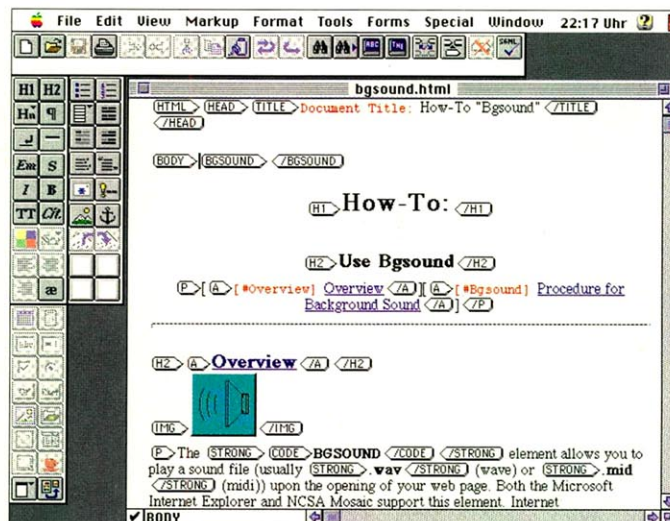 File Edit View Markup Format Tools Forms Special Window 22:17 Uhr
ABC
SGML
bgsound.html
H1 H2
Hn ¶
Em S
I B
TT Cit.
æ
HTML HEAD TITLE Document Title: How-To "Bgsound" /TITLE
/HEAD
BODY BGSOUND /BGSOUND
H1 How-To: /H1
H2 Use Bgsound /H2
P [ A [#Overview] Overview /A ][ A [#Bgsound] Procedure for
Background Sound /A ] /P
H2 A Overview /A /H2
IMG /IMG
P The STRONG CODE BGSOUND /CODE /STRONG element allows you to
play a sound file (usually STRONG .wav /STRONG (wave) or STRONG .mid
/STRONG (midi)) upon the opening of your web page. Both the Microsoft
Internet Explorer and NCSA Mosaic support this element. Internet
BODY